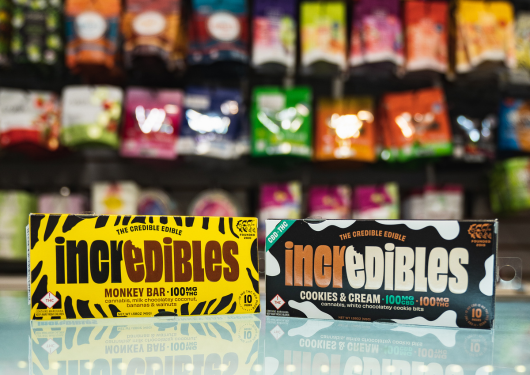 THE CREDIBLE EDIBLE
incrEDIBLES
MONKEY BAR · 100MG THC
cannabis, milk chocolatey coconut,
bananas & walnuts
10
CBD·THC
THE CREDIBLE EDIBLE
incrEDIBLES
COOKIES & CREAM · 100MG CBD · 100MG THC
cannabis, white chocolatey cookie bits
10